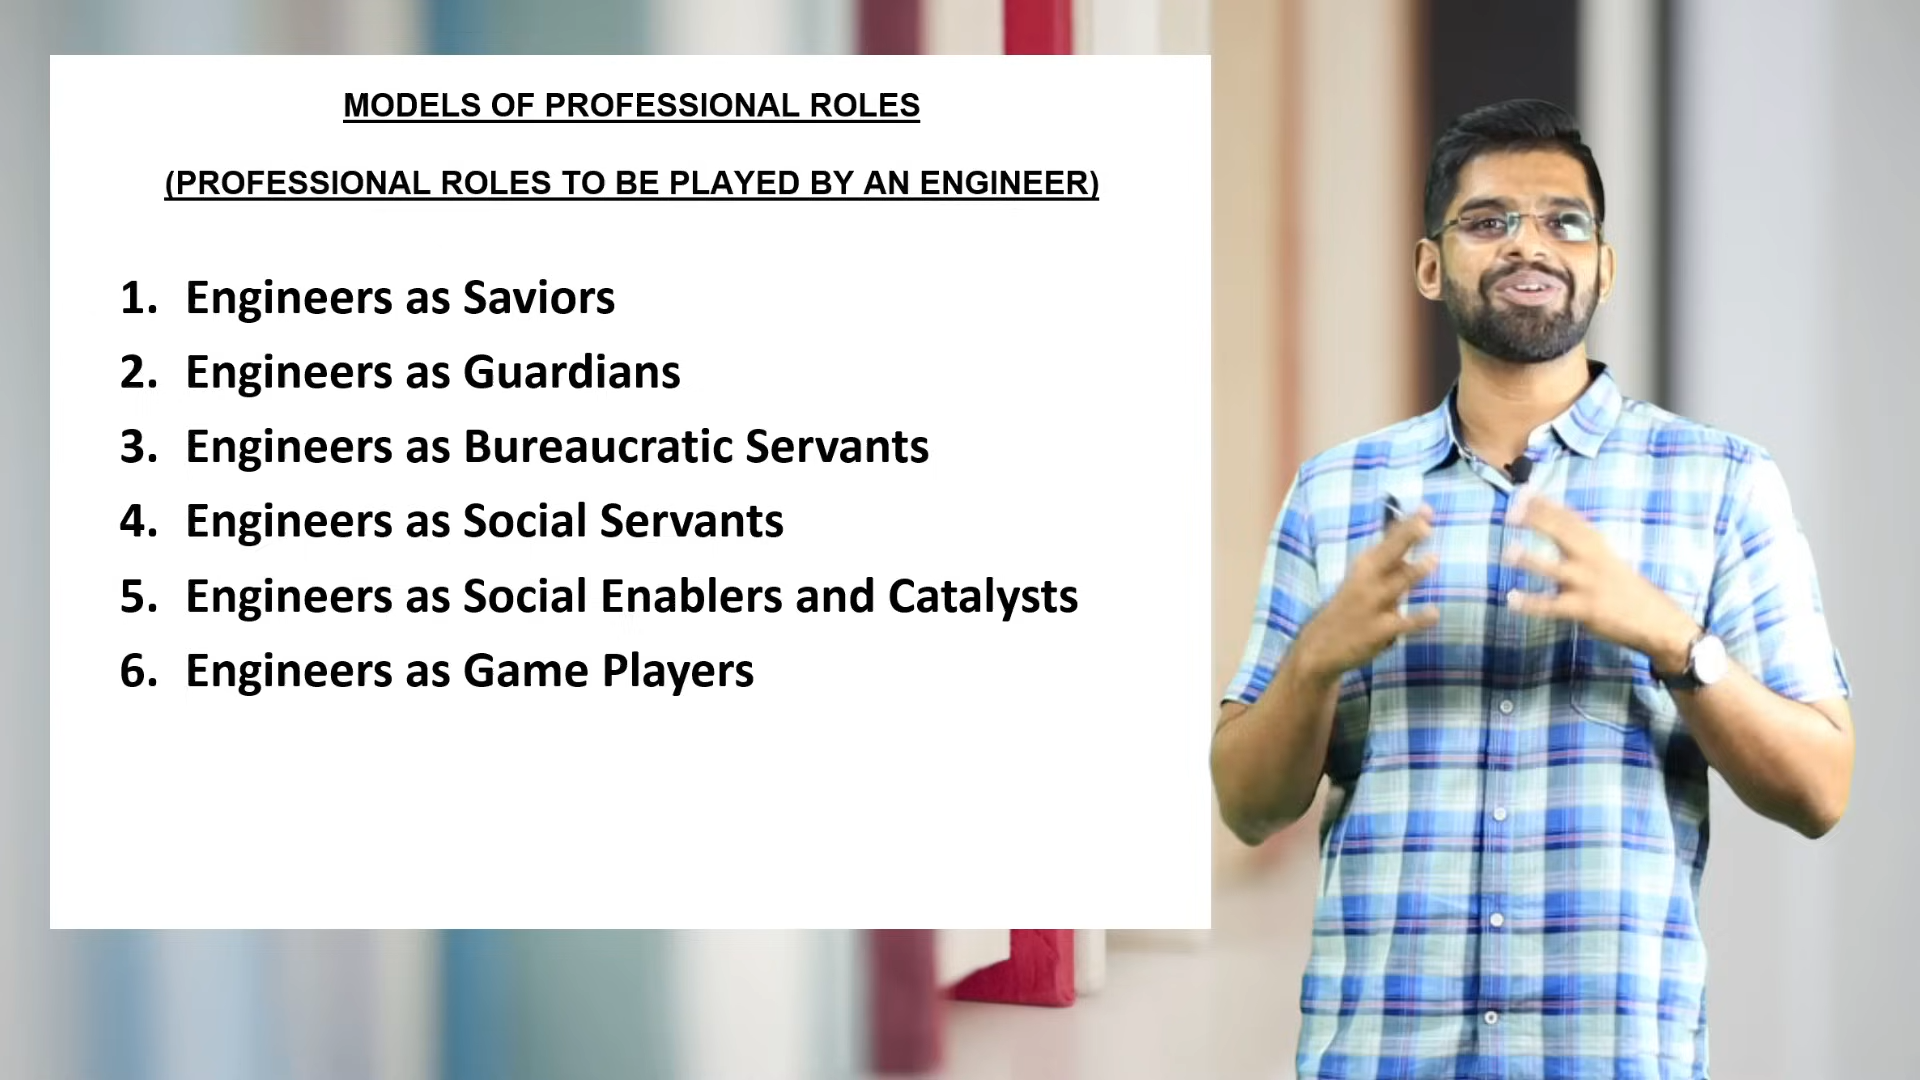 MODELS OF PROFESSIONAL ROLES
(PROFESSIONAL ROLES TO BE PLAYED BY AN ENGINEER)
1. Engineers as Saviors
2. Engineers as Guardians
3. Engineers as Bureaucratic Servants
4. Engineers as Social Servants
5. Engineers as Social Enablers and Catalysts
6. Engineers as Game Players